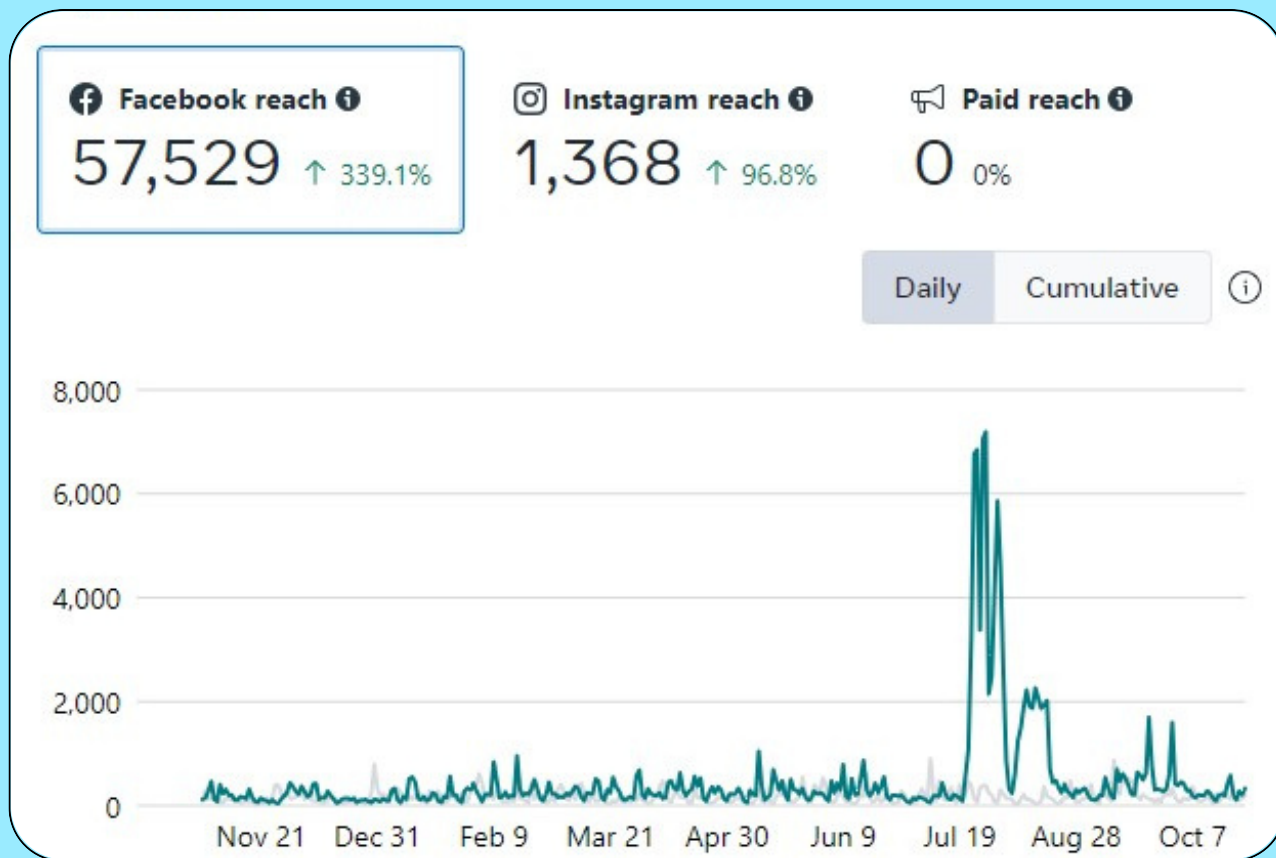 Facebook reach Instagram reach Paid reach
57,529 ↑ 339.1% 1,368 ↑ 96.8% 0 0%
Daily Cumulative
8,000
6,000
4,000
2,000
0
Nov 21 Dec 31 Feb 9 Mar 21 Apr 30 Jun 9 Jul 19 Aug 28 Oct 7